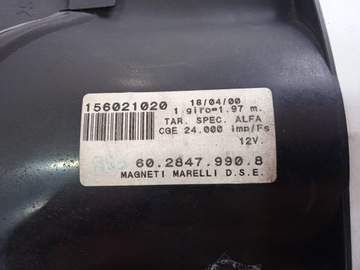 156021020
18/04/00
1 giro=1.97 m.
TAR. SPEC. ALFA
CGE 24.000 imp/Fs
12V.
60.2847.990.8
MAGNETI MARELLI D.S.E.